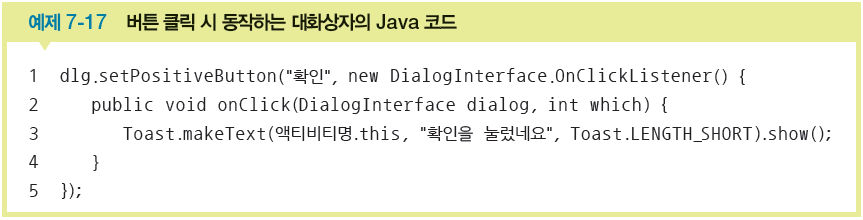 예제 7-17 버튼 클릭 시 동작하는 대화상자의 Java 코드
1 dlg.setPositiveButton("확인", new DialogInterface.OnClickListener() {
2 public void onClick(DialogInterface dialog, int which) {
3 Toast.makeText(액티비티명.this, "확인을 눌렀네요", Toast.LENGTH_SHORT).show();
4 }
5 });